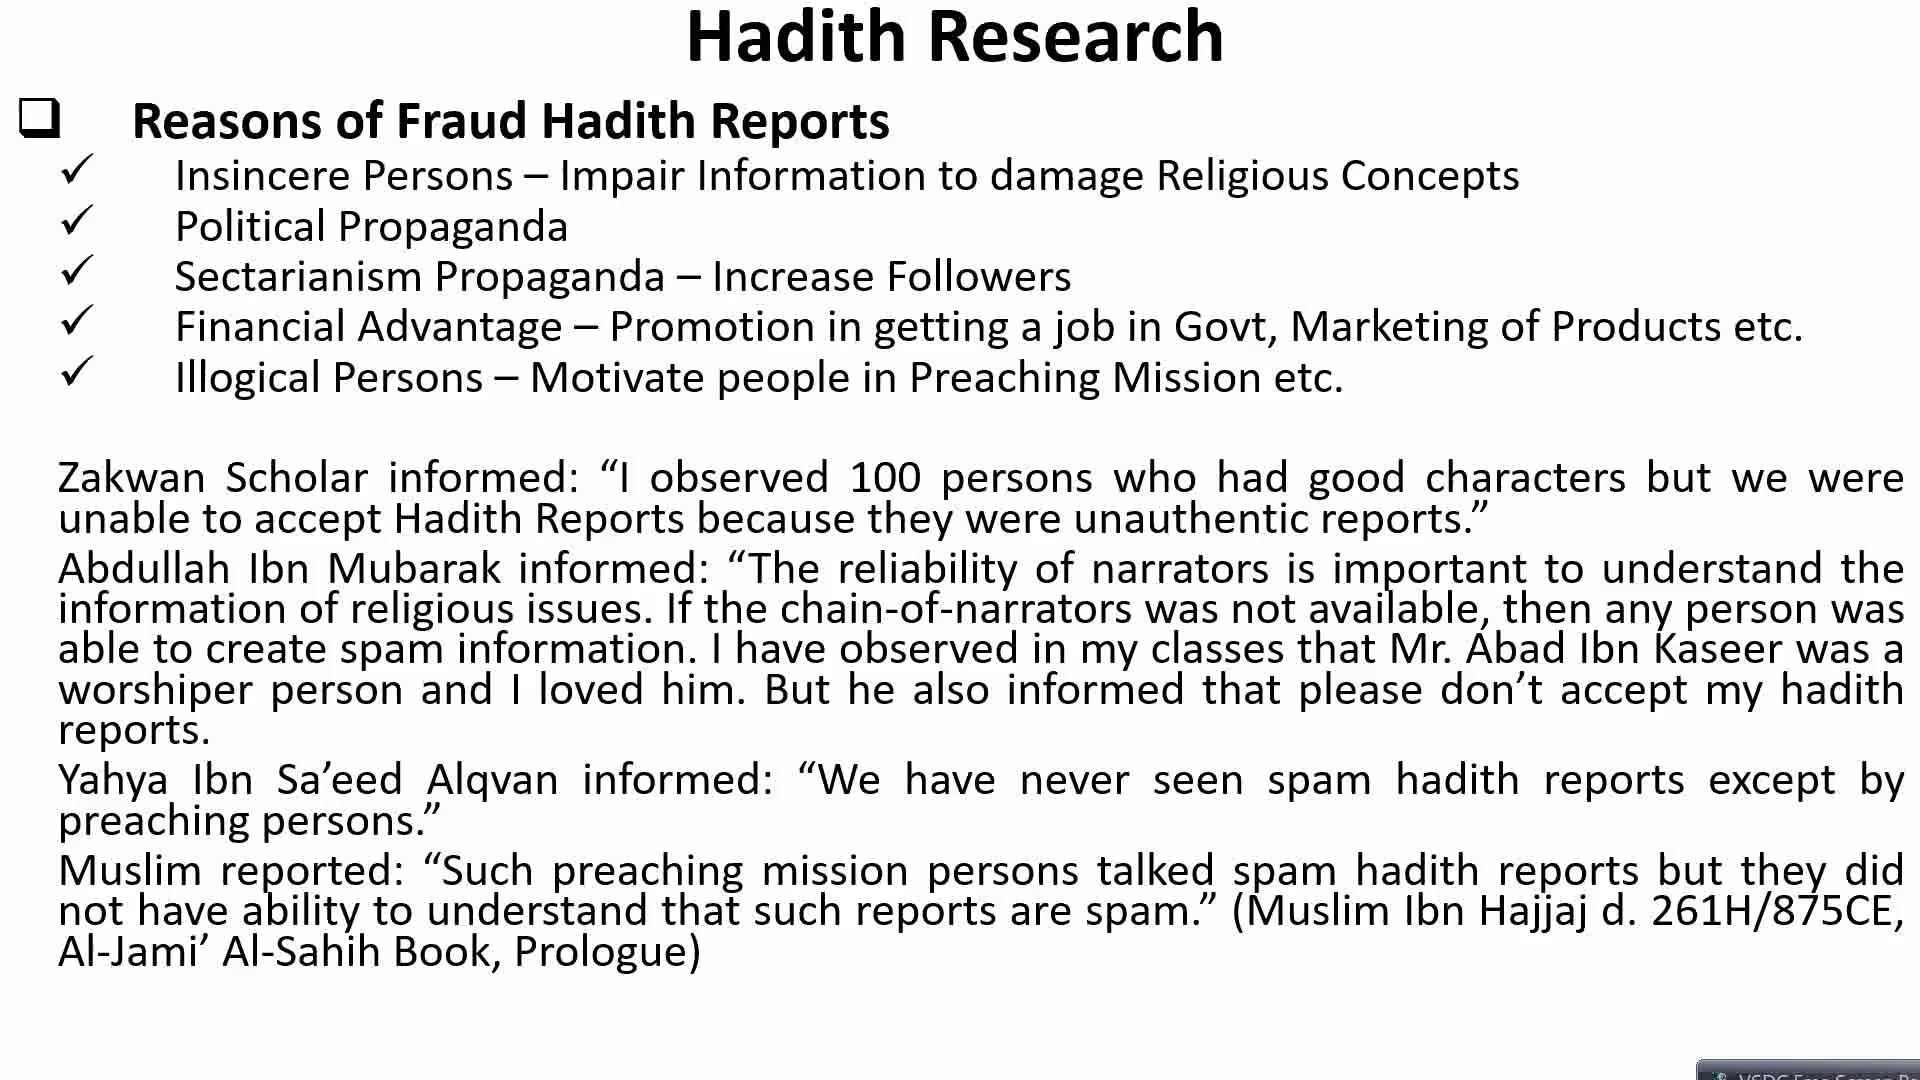 Hadith Research
Reasons of Fraud Hadith Reports
Insincere Persons – Impair Information to damage Religious Concepts
Political Propaganda
Sectarianism Propaganda – Increase Followers
Financial Advantage – Promotion in getting a job in Govt, Marketing of Products etc.
Illogical Persons – Motivate people in Preaching Mission etc.
Zakwan Scholar informed: “I observed 100 persons who had good characters but we were
unable to accept Hadith Reports because they were unauthentic reports.”
Abdullah Ibn Mubarak informed: “The reliability of narrators is important to understand the
information of religious issues. If the chain-of-narrators was not available, then any person was
able to create spam information. I have observed in my classes that Mr. Abad Ibn Kaseer was a
worshiper person and I loved him. But he also informed that please don’t accept my hadith
reports.
Yahya Ibn Sa’eed Alqvan informed: “We have never seen spam hadith reports except by
preaching persons.”
Muslim reported: “Such preaching mission persons talked spam hadith reports but they did
not have ability to understand that such reports are spam.” (Muslim Ibn Hajjaj d. 261H/875CE,
Al-Jami’ Al-Sahih Book, Prologue)